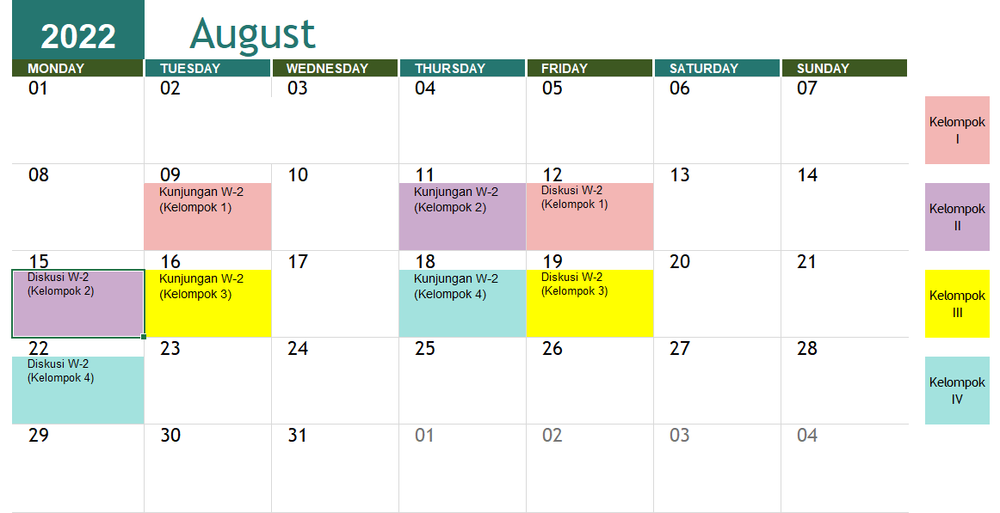 2022 August
MONDAY TUESDAY WEDNESDAY THURSDAY FRIDAY SATURDAY SUNDAY
01 02 03 04 05 06 07
Kelompok
I
08 09 10 11 12 13 14
Kunjungan W-2
(Kelompok 1)
Kunjungan W-2
(Kelompok 2)
Diskusi W-2
(Kelompok 1)
Kelompok
II
15 16 17 18 19 20 21
Diskusi W-2
(Kelompok 2)
Kunjungan W-2
(Kelompok 3)
Kunjungan W-2
(Kelompok 4)
Diskusi W-2
(Kelompok 3)
Kelompok
III
22 23 24 25 26 27 28
Diskusi W-2
(Kelompok 4)
Kelompok
IV
29 30 31 01 02 03 04